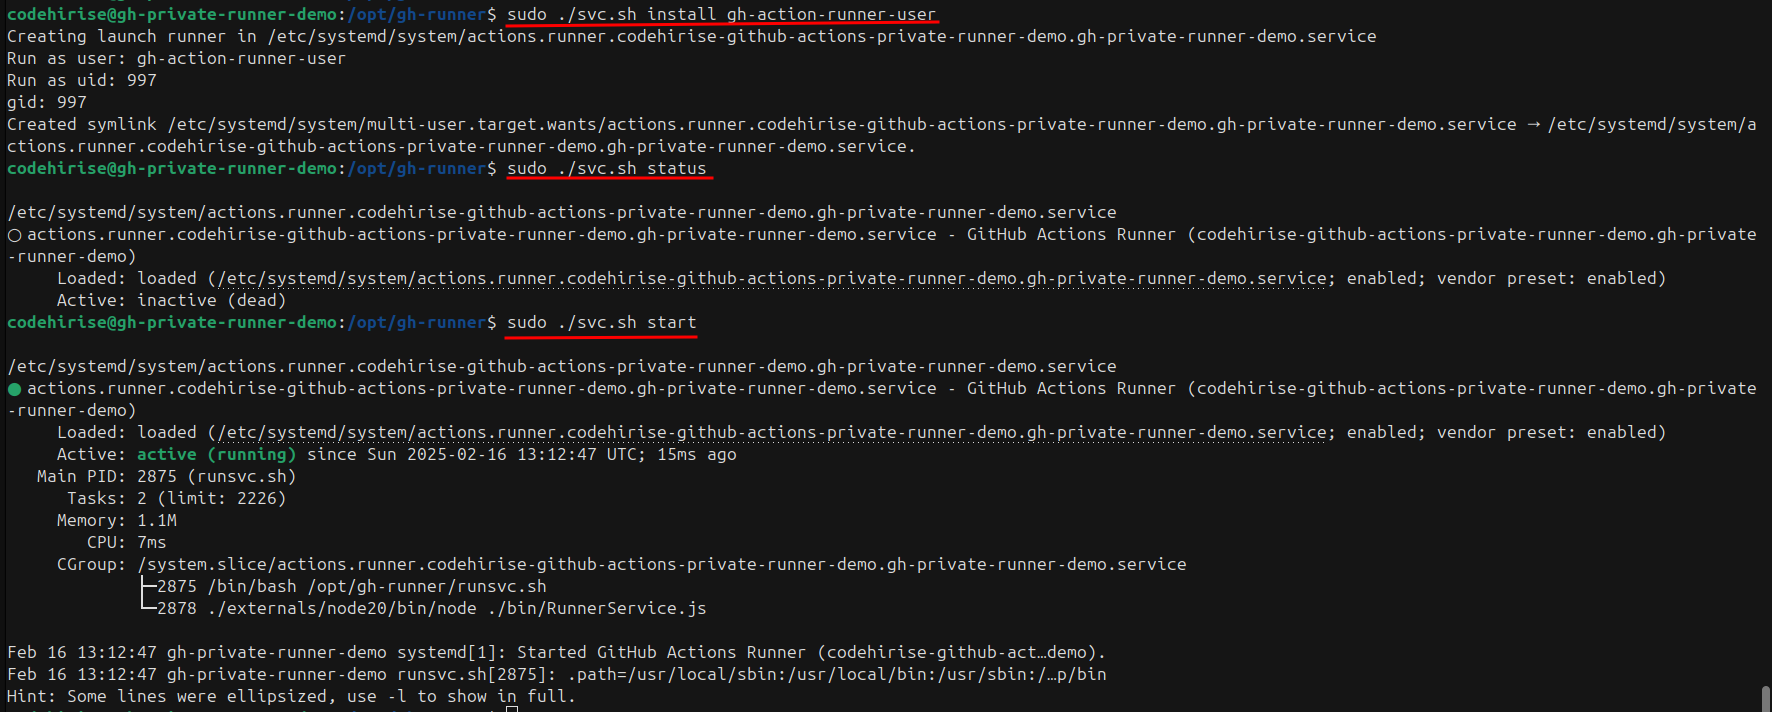 codehirise@gh-private-runner-demo:/opt/gh-runner$ sudo ./svc.sh install gh-action-runner-user
Creating launch runner in /etc/systemd/system/actions.runner.codehirise-github-actions-private-runner-demo.gh-private-runner-demo.service
Run as user: gh-action-runner-user
Run as uid: 997
gid: 997
Created symlink /etc/systemd/system/multi-user.target.wants/actions.runner.codehirise-github-actions-private-runner-demo.gh-private-runner-demo.service → /etc/systemd/system/a
ctions.runner.codehirise-github-actions-private-runner-demo.gh-private-runner-demo.service.
codehirise@gh-private-runner-demo:/opt/gh-runner$ sudo ./svc.sh status
/etc/systemd/system/actions.runner.codehirise-github-actions-private-runner-demo.gh-private-runner-demo.service
○ actions.runner.codehirise-github-actions-private-runner-demo.gh-private-runner-demo.service - GitHub Actions Runner (codehirise-github-actions-private-runner-demo.gh-private
-runner-demo)
Loaded: loaded (/etc/systemd/system/actions.runner.codehirise-github-actions-private-runner-demo.gh-private-runner-demo.service; enabled; vendor preset: enabled)
Active: inactive (dead)
codehirise@gh-private-runner-demo:/opt/gh-runner$ sudo ./svc.sh start
/etc/systemd/system/actions.runner.codehirise-github-actions-private-runner-demo.gh-private-runner-demo.service
● actions.runner.codehirise-github-actions-private-runner-demo.gh-private-runner-demo.service - GitHub Actions Runner (codehirise-github-actions-private-runner-demo.gh-private
-runner-demo)
Loaded: loaded (/etc/systemd/system/actions.runner.codehirise-github-actions-private-runner-demo.gh-private-runner-demo.service; enabled; vendor preset: enabled)
Active: active (running) since Sun 2025-02-16 13:12:47 UTC; 15ms ago
Main PID: 2875 (runsvc.sh)
Tasks: 2 (limit: 2226)
Memory: 1.1M
CPU: 7ms
CGroup: /system.slice/actions.runner.codehirise-github-actions-private-runner-demo.gh-private-runner-demo.service
├─2875 /bin/bash /opt/gh-runner/runsvc.sh
└─2878 ./externals/node20/bin/node ./bin/RunnerService.js
Feb 16 13:12:47 gh-private-runner-demo systemd[1]: Started GitHub Actions Runner (codehirise-github-act…demo).
Feb 16 13:12:47 gh-private-runner-demo runsvc.sh[2875]: .path=/usr/local/sbin:/usr/local/bin:/usr/sbin:/…p/bin
Hint: Some lines were ellipsized, use -l to show in full.